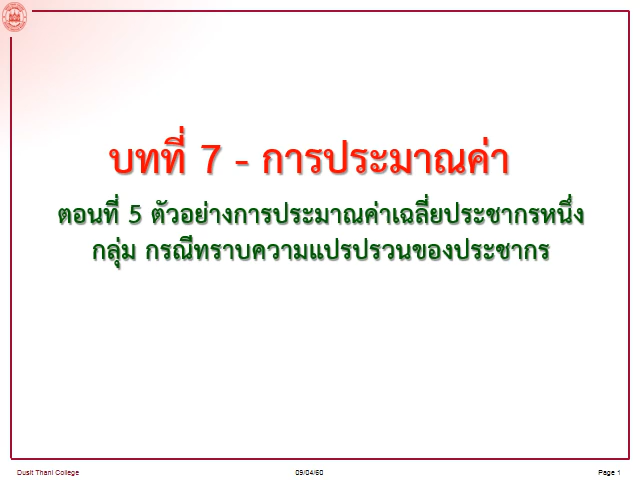 บทที่ 7 - การประมาณค่า
ตอนที่ 5 ตัวอย่างการประมาณค่าเฉลี่ยประชากรหนึ่ง
กลุ่ม กรณีทราบความแปรปรวนของประชากร
Dusit Thani College 09/04/60 Page 1